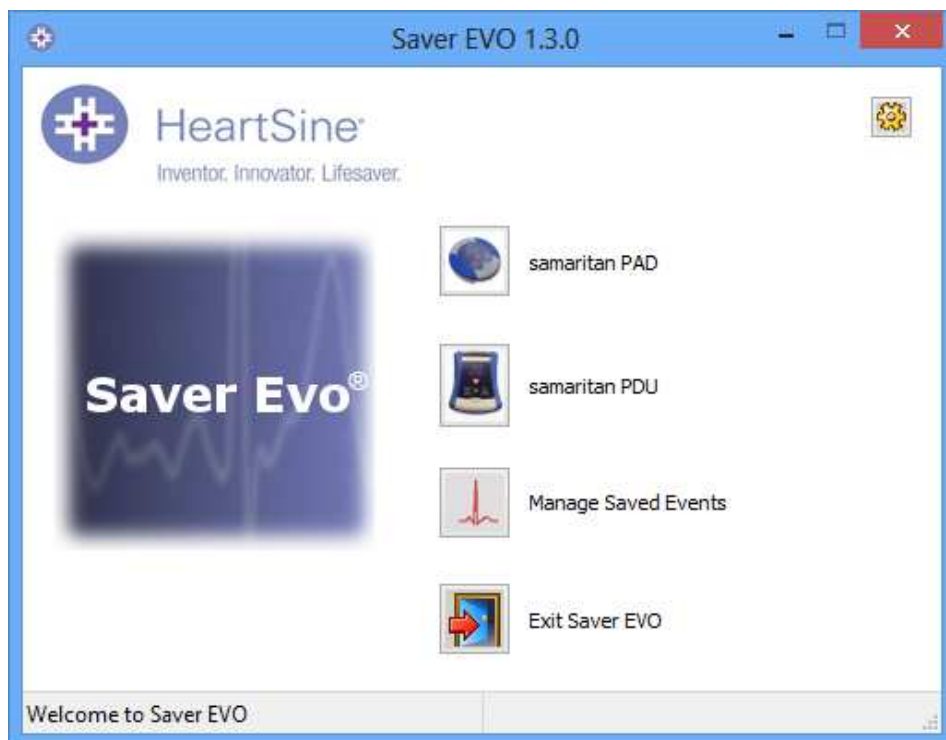 Saver EVO 1.3.0
HeartSine®
Inventor. Innovator. Lifesaver.
samaritan PAD
Saver Evo®
samaritan PDU
Manage Saved Events
Exit Saver EVO
Welcome to Saver EVO